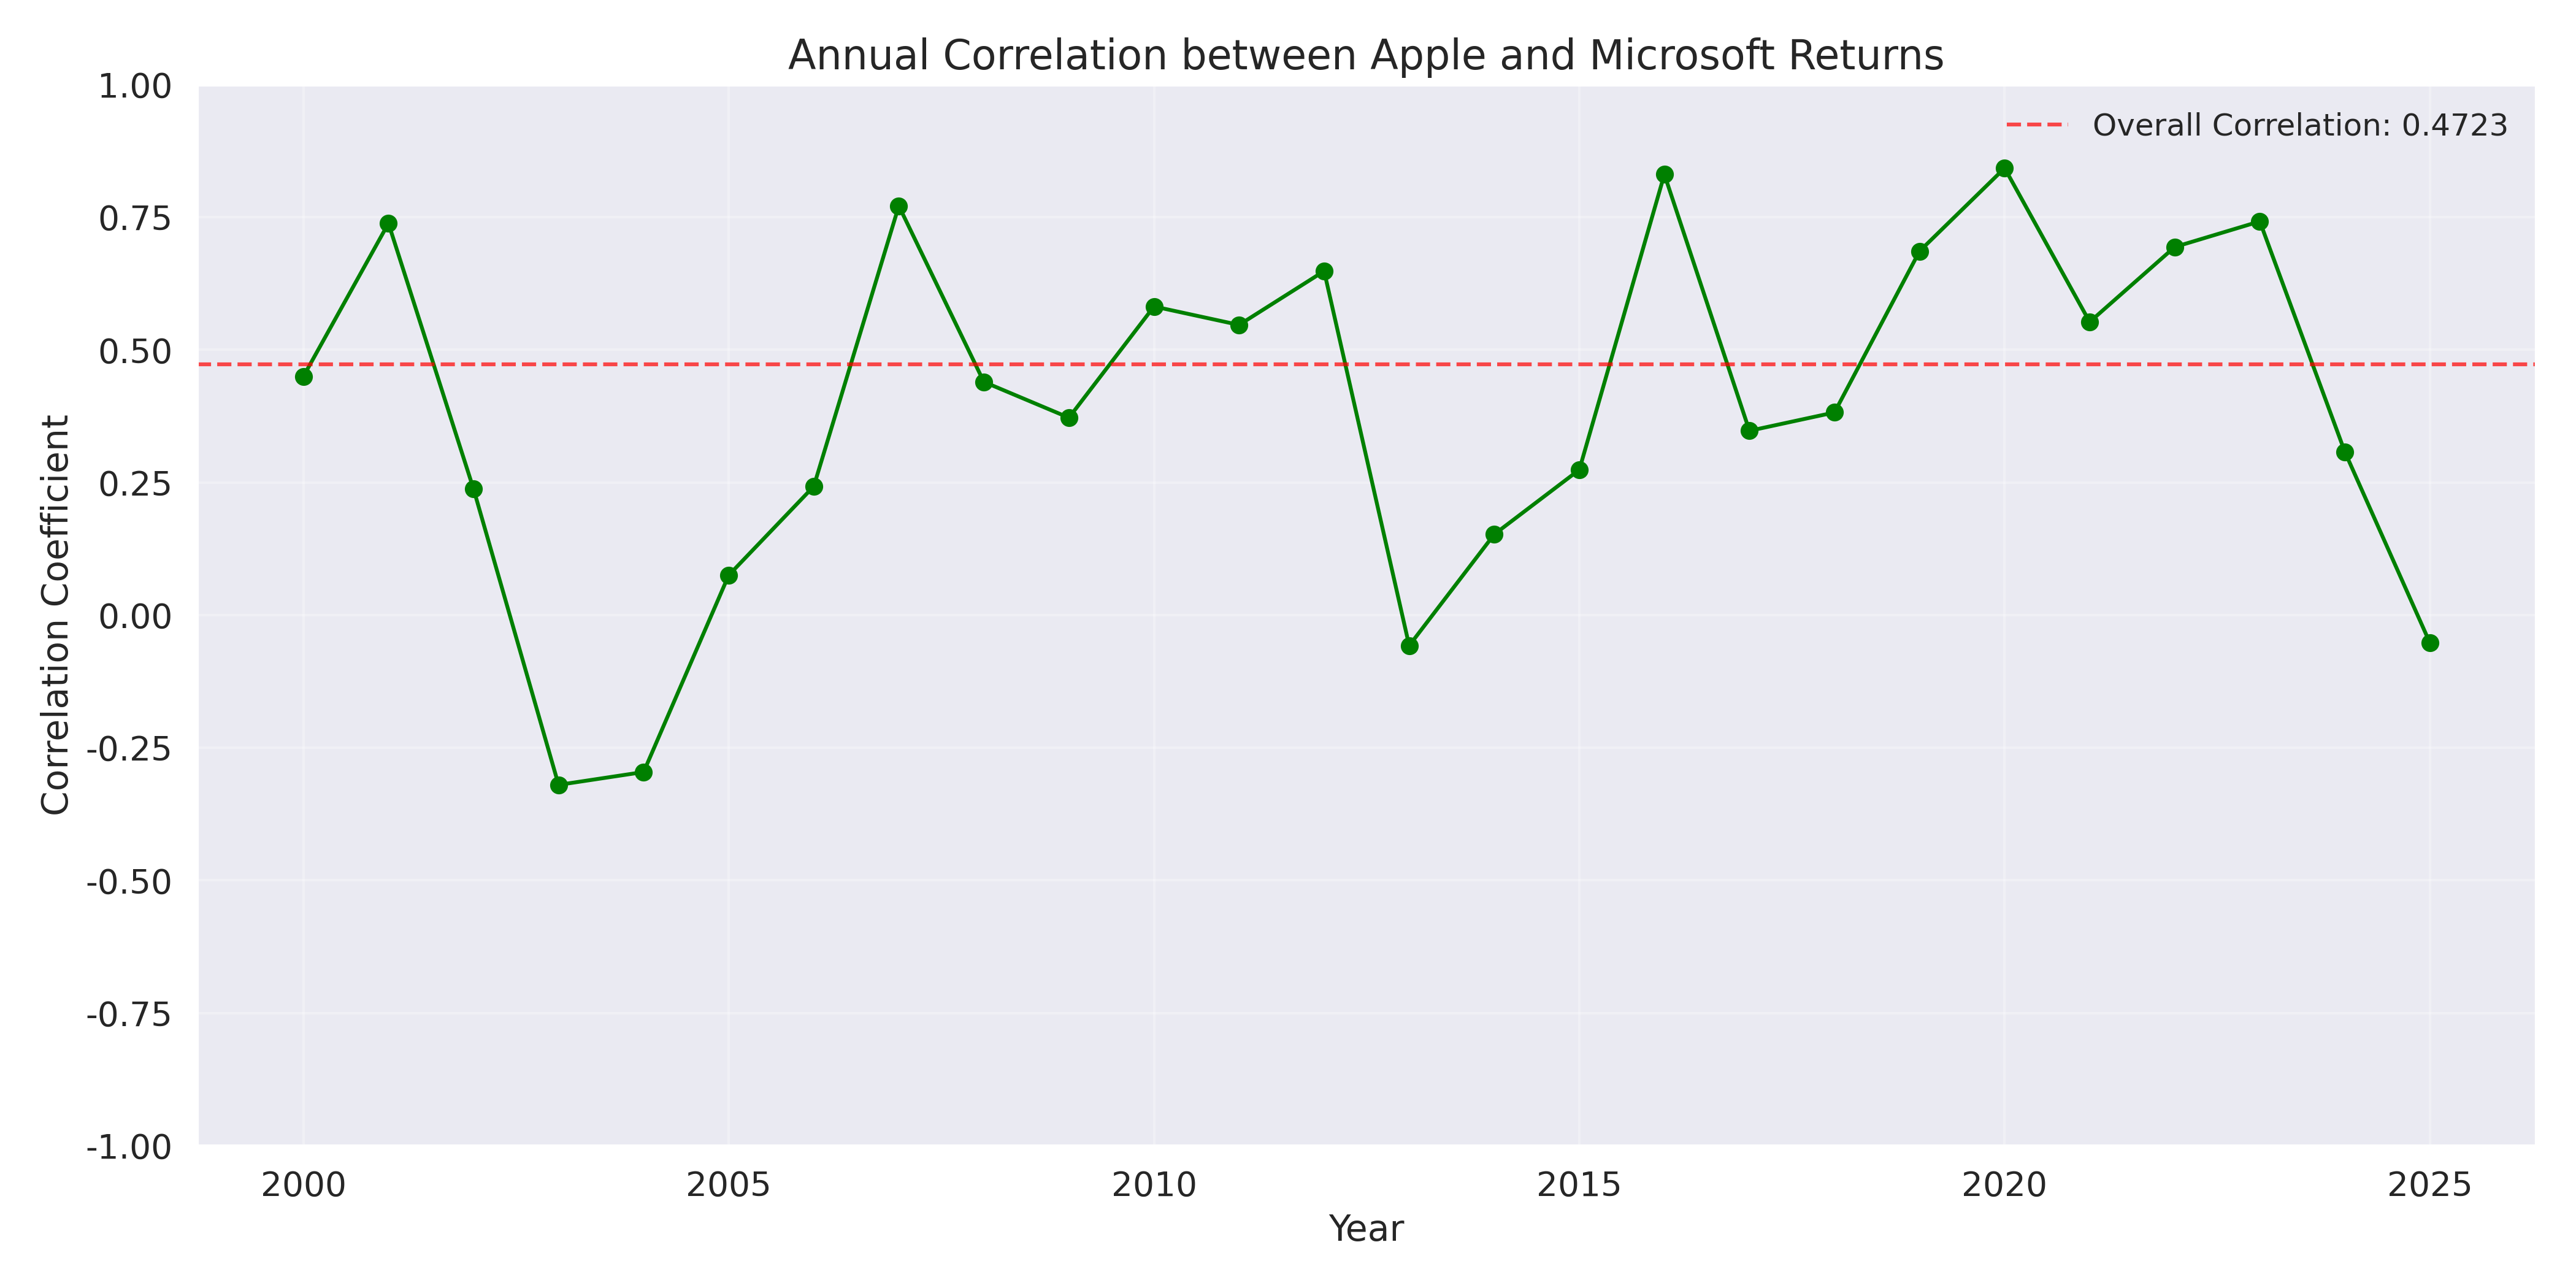 Annual Correlation between Apple and Microsoft Returns
1.00
Overall Correlation: 0.4723
0.75
0.50
0.25
0.00
-0.25
-0.50
-0.75
-1.00
Correlation Coefficient
2000 2005 2010 2015 2020 2025
Year